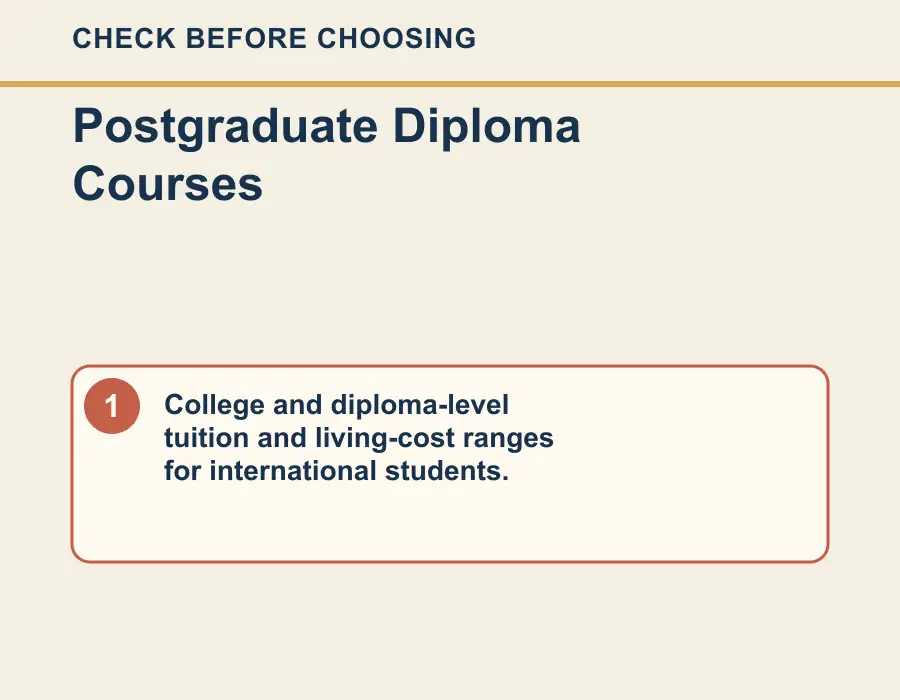 CHECK BEFORE CHOOSING
Postgraduate Diploma
Courses
1
College and diploma-level
tuition and living-cost ranges
for international students.